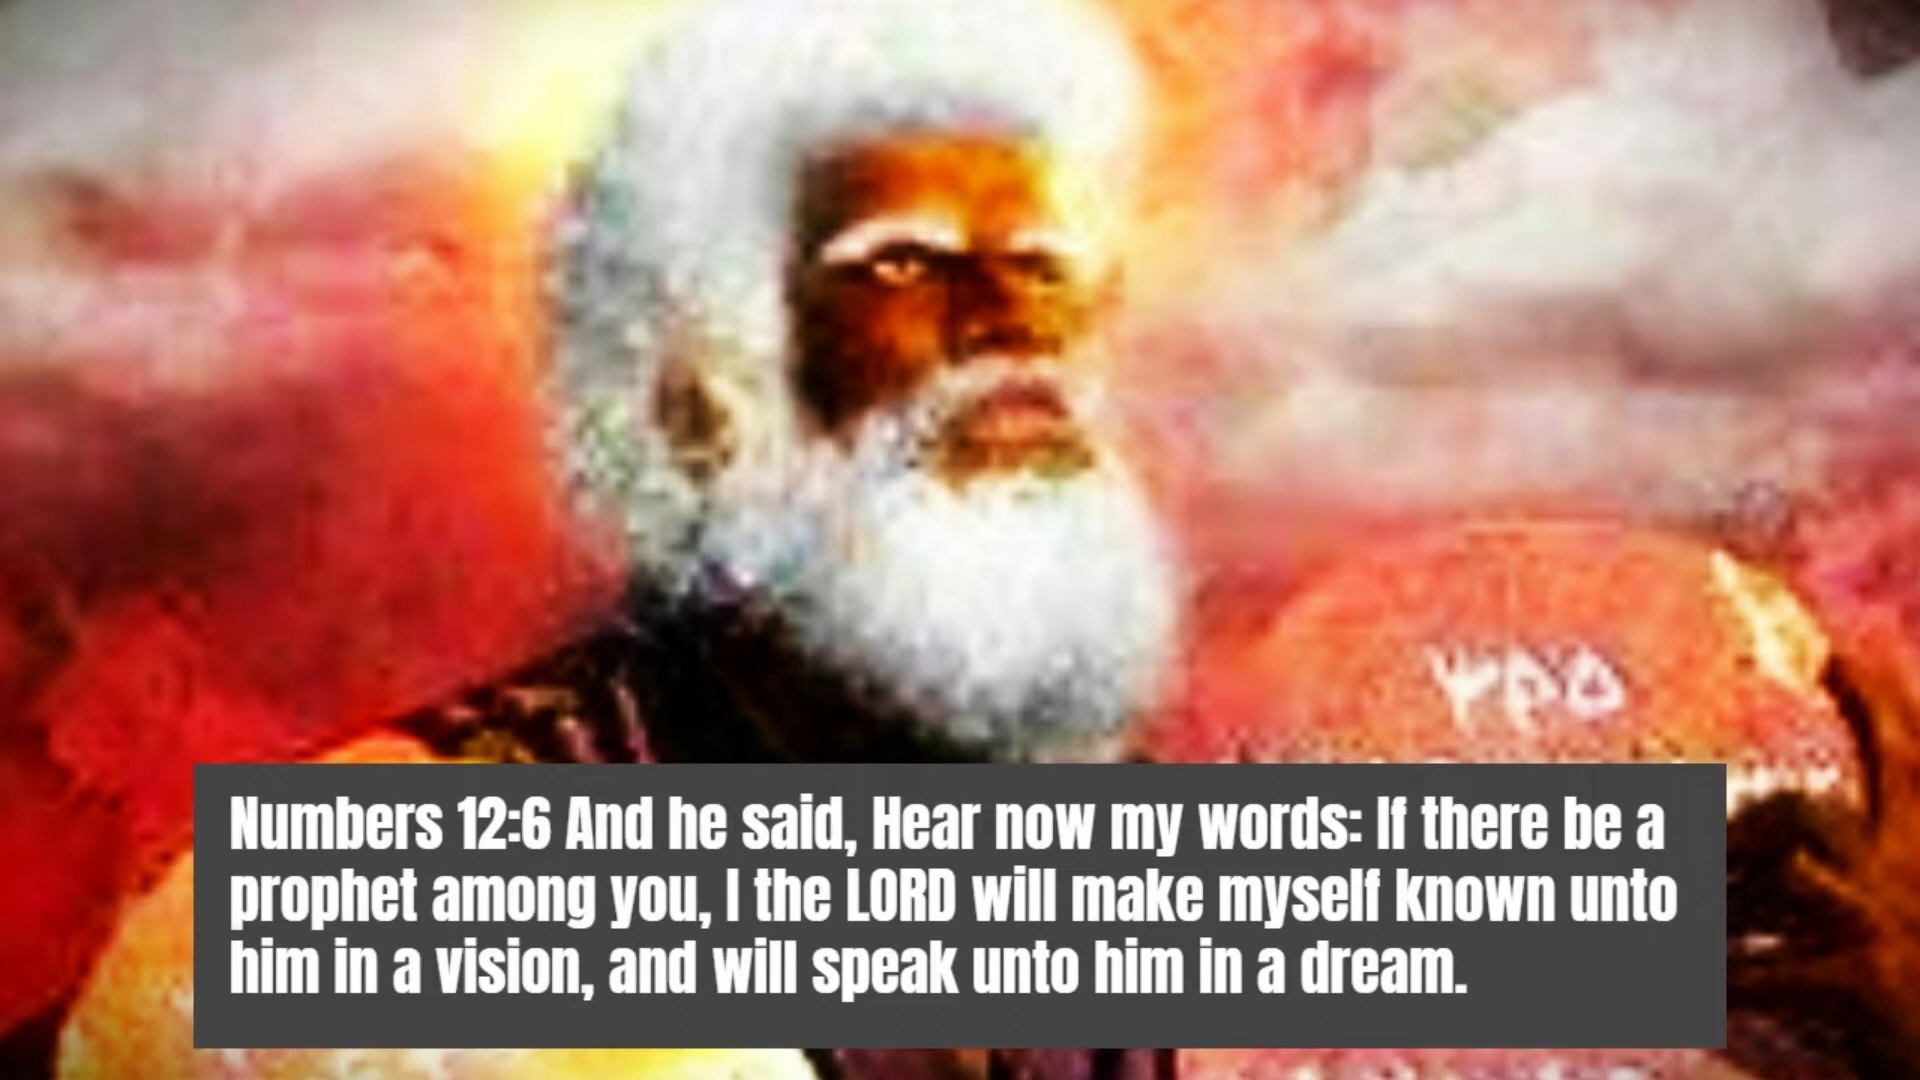 Numbers 12:6 And he said, Hear now my words: If there be a
prophet among you, I the LORD will make myself known unto
him in a vision, and will speak unto him in a dream.